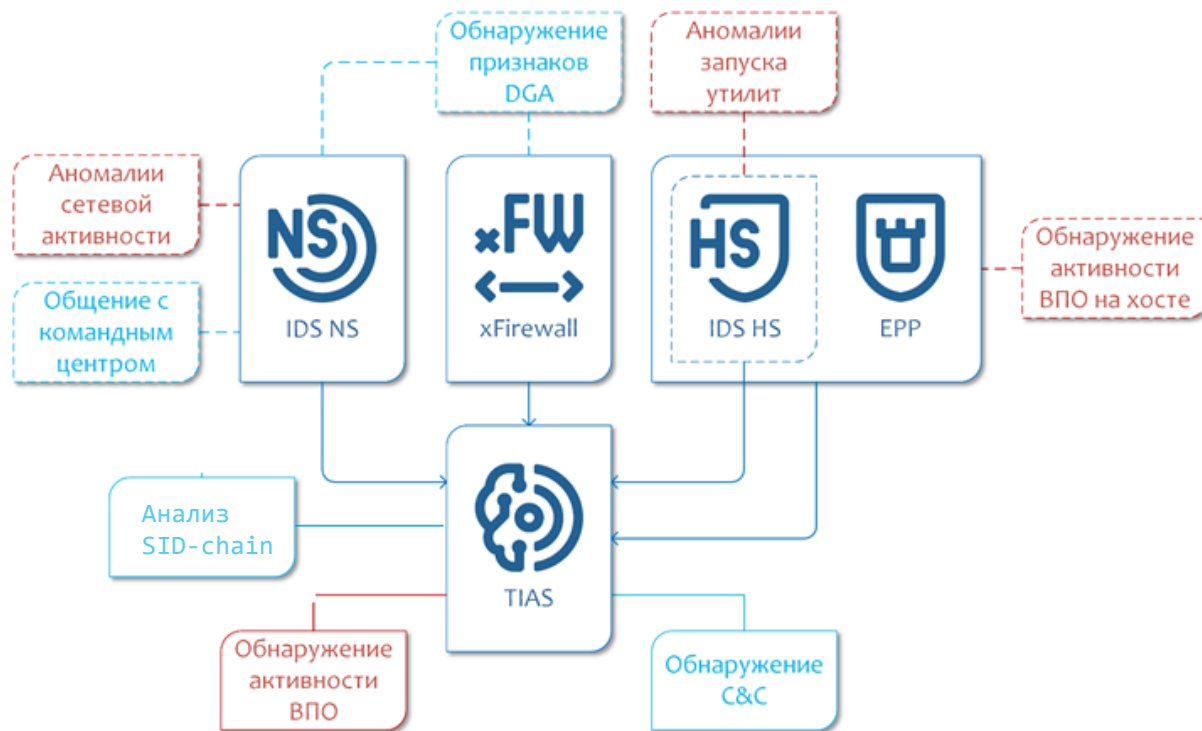 Обнаружение
признаков
DGA
Аномалии
запуска
утилит
Аномалии
сетевой
активности
Общение с
командным
центром
NS
IDS NS
xFW
xFirewall
HS
IDS HS
EPP
Обнаружение
активности
ВПО на хосте
Анализ
SID-chain
TIAS
Обнаружение
активности
ВПО
Обнаружение
C&C